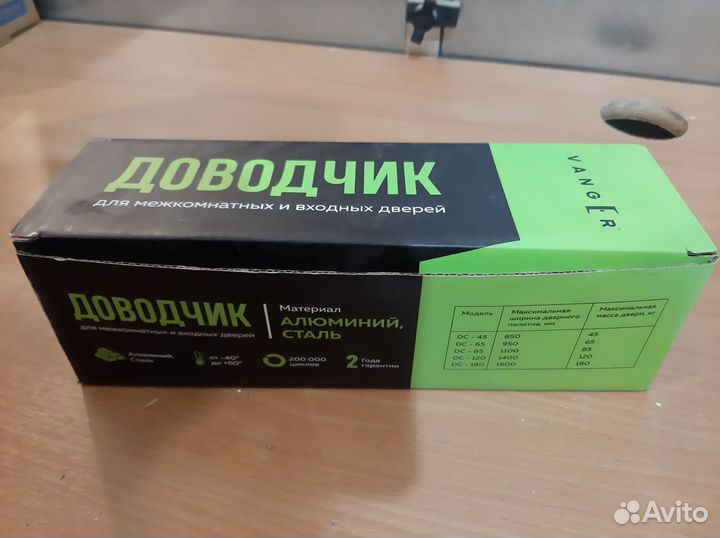 ДОВОДЧИК
для межкомнатных и входных дверей
VANGER
ДОВОДЧИК
для межкомнатных и входных дверей
Материал
АЛЮМИНИЙ,
СТАЛЬ
Алюминий,
Сталь
от -40°
до +60°
200 000
циклов
2 Года
гарантии
Модель Максимальная ширина дверного полотна, мм Максимальная масса двери, кг
DC - 45 850 45
DC - 65 950 65
DC - 85 1100 85
DC - 120 1400 120
DC - 180 1600 180
Avito